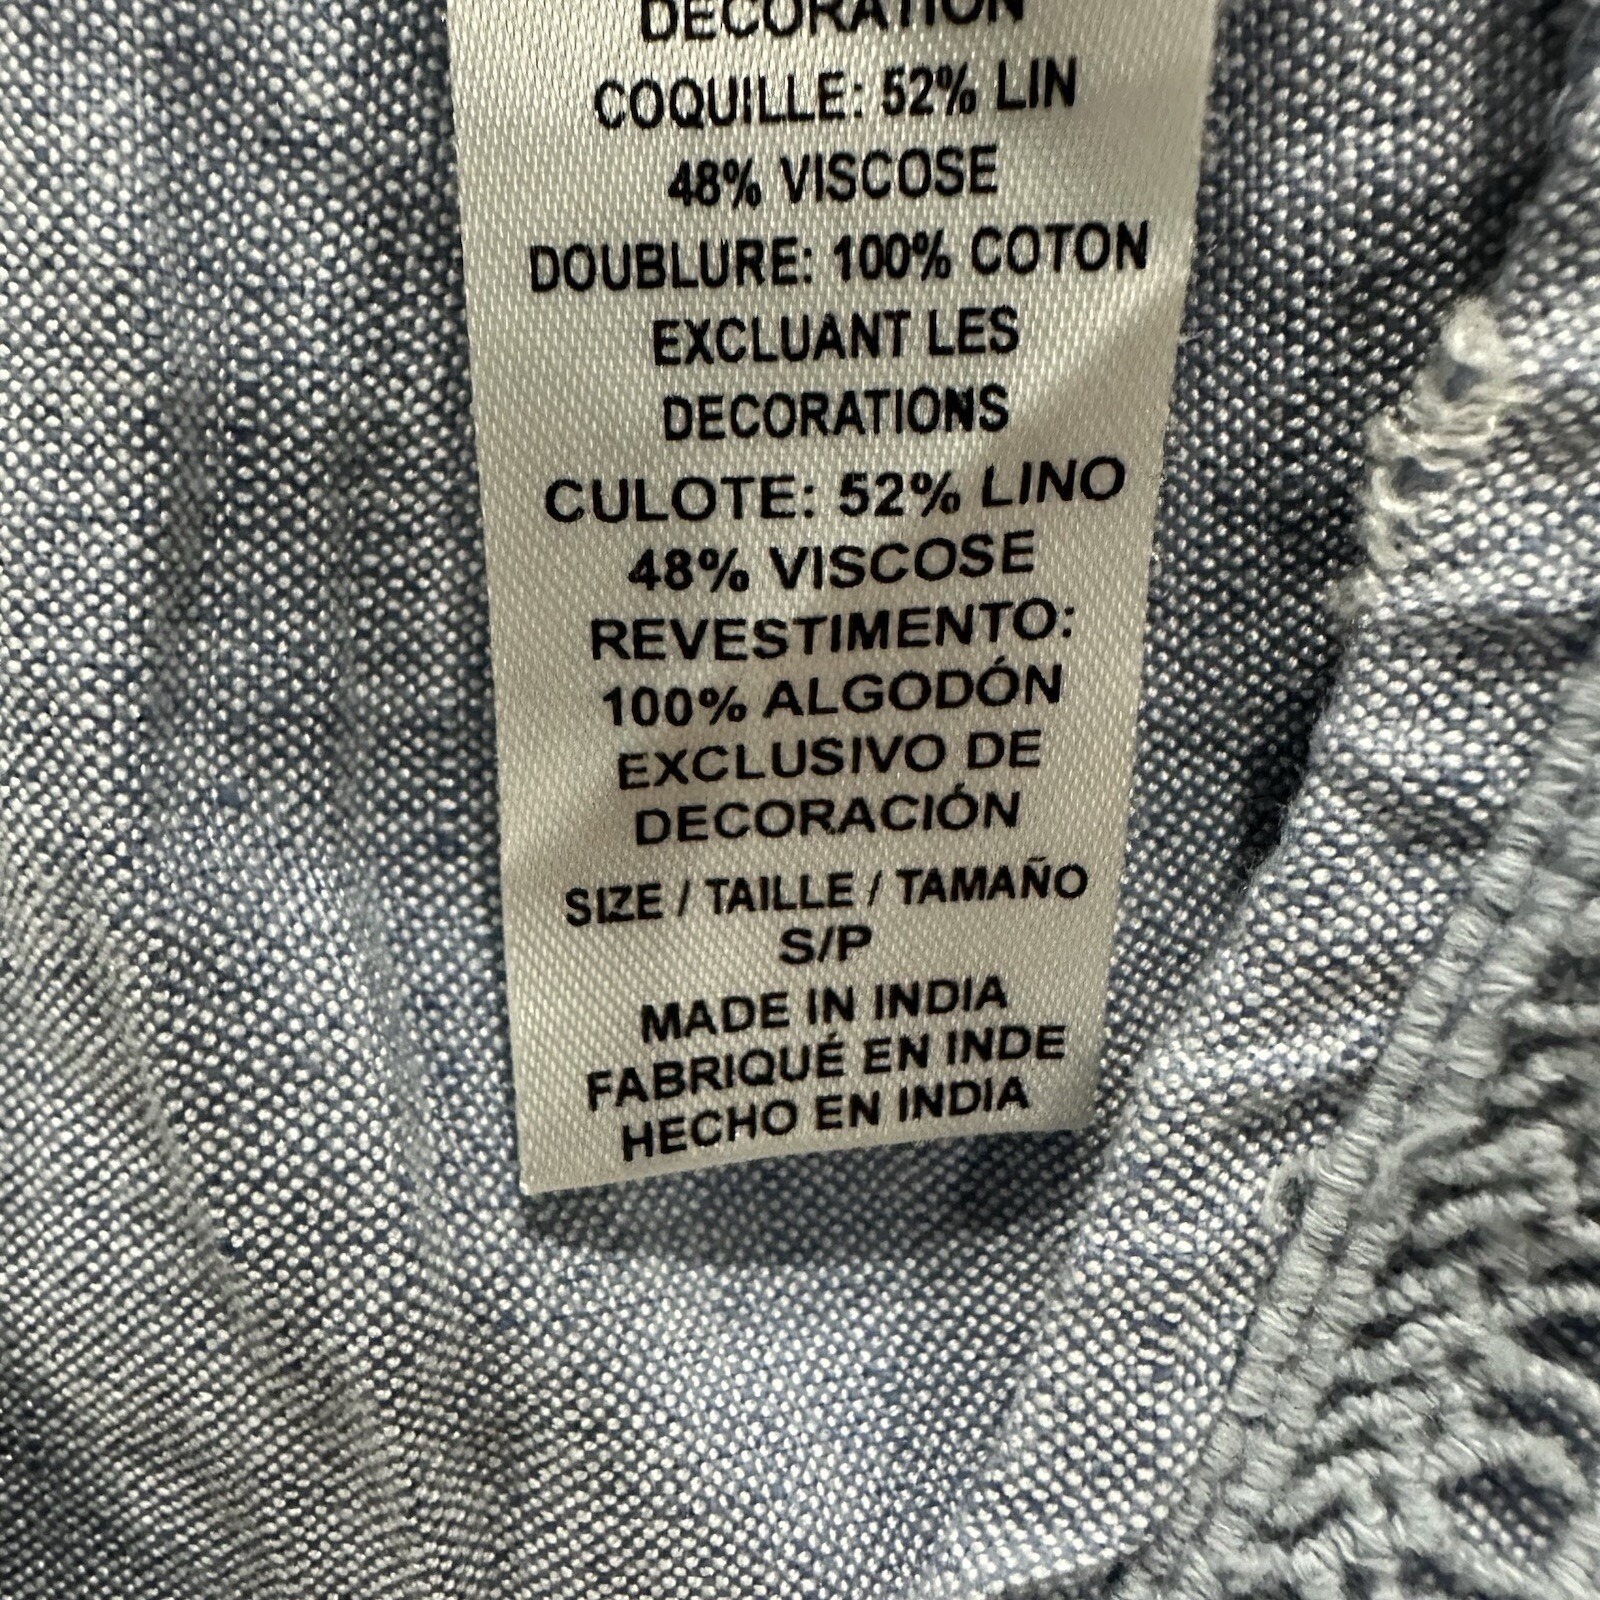 DECORATION
COQUILLE: 52% LIN
48% VISCOSE
DOUBLURE: 100% COTON
EXCLUANT LES
DECORATIONS
CULOTE: 52% LINO
48% VISCOSE
REVESTIMENTO:
100% ALGODÓN
EXCLUSIVO DE
DECORACIÓN
SIZE / TAILLE / TAMAÑO
S/P
MADE IN INDIA
FABRIQUÉ EN INDE
HECHO EN INDIA